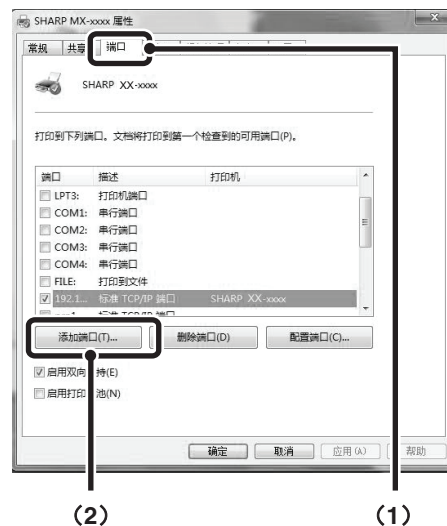 SHARP MX-xxxx 属性
常规 共享 端口
SHARP XX-xxxx
打印到下列端口。文档将打印到第一个检查到的可用端口(P)。
端口 描述 打印机
LPT3: 打印机端口
COM1: 串行端口
COM2: 串行端口
COM3: 串行端口
COM4: 串行端口
FILE: 打印到文件
192.1... 标准 TCP/IP 端口 SHARP XX-xxxx
添加端口(T)... 删除端口(D) 配置端口(C)...
启用双向 持(E)
启用打印 池(N)
确定 取消 应用(A) 帮助
(2) (1)